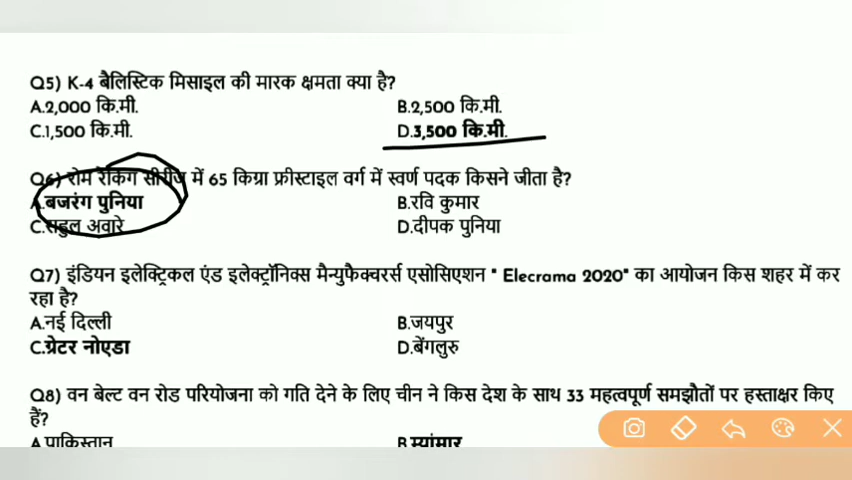 Q5) K-4 बैलिस्टिक मिसाइल की मारक क्षमता क्या है?
A.2,000 कि.मी. B.2,500 कि.मी.
C.1,500 कि.मी. D.3,500 कि.मी.
Q6) रोम रैंकिंग सीरीज में 65 किग्रा फ्रीस्टाइल वर्ग में स्वर्ण पदक किसने जीता है?
A.बजरंग पुनिया B.रवि कुमार
C.राहुल अवारे D.दीपक पुनिया
Q7) इंडियन इलेक्ट्रिकल एंड इलेक्ट्रॉनिक्स मैन्युफैक्चरर्स एसोसिएशन " Elecrama 2020" का आयोजन किस शहर में कर
रहा है?
A.नई दिल्ली B.जयपुर
C.ग्रेटर नोएडा D.बेंगलुरु
Q8) वन बेल्ट वन रोड परियोजना को गति देने के लिए चीन ने किस देश के साथ 33 महत्वपूर्ण समझौतों पर हस्ताक्षर किए
हैं?
A.पाकिस्तान B.म्यांमार